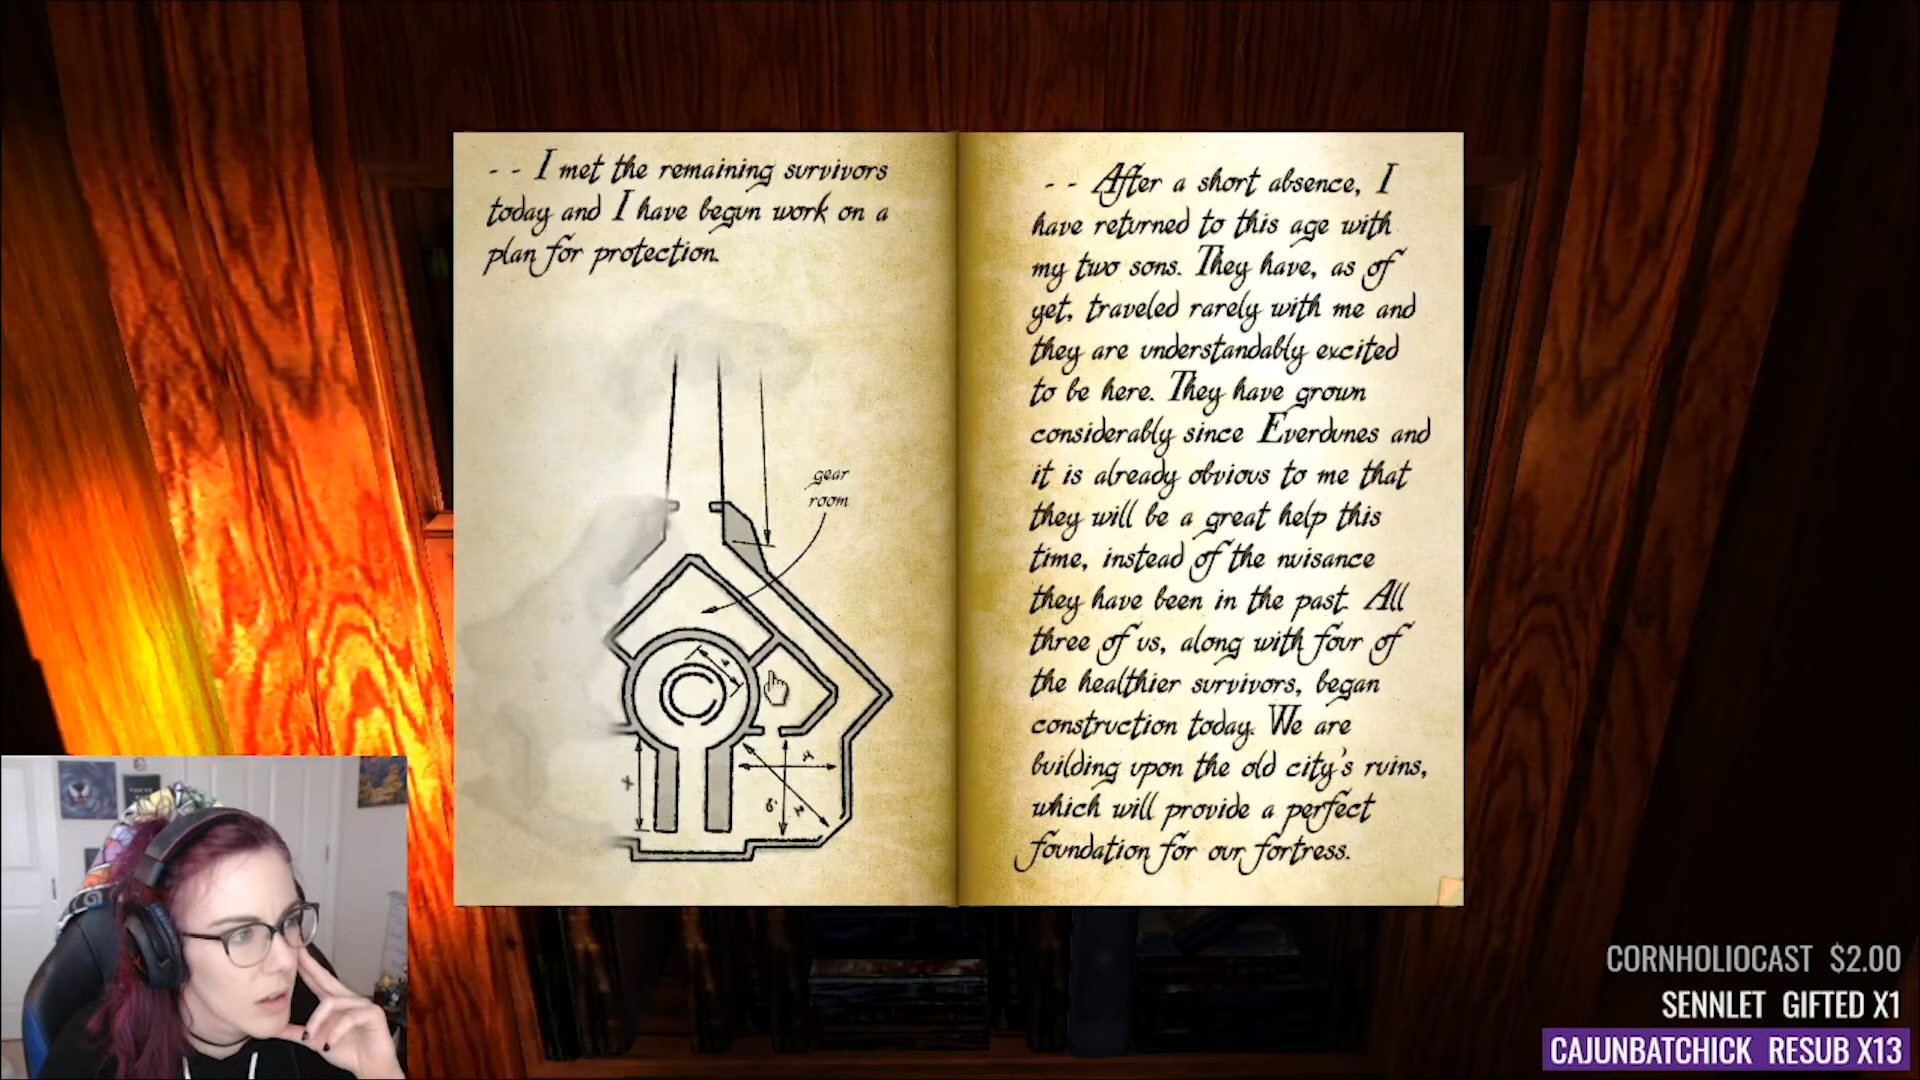 - - I met the remaining survivors
today and I have begun work on a
plan for protection.
gear
room
- - After a short absence, I
have returned to this age with
my two sons. They have, as of
yet, traveled rarely with me and
they are understandably excited
to be here. They have grown
considerably since Everdunes and
it is already obvious to me that
they will be a great help this
time, instead of the nuisance
they have been in the past. All
three of us, along with four of
the healthier survivors, began
construction today. We are
building upon the old city's ruins,
which will provide a perfect
foundation for our fortress.
CORNHOLIOCAST $2.00
SENNLET GIFTED X1
CAJUNBATCHICK RESUB X13